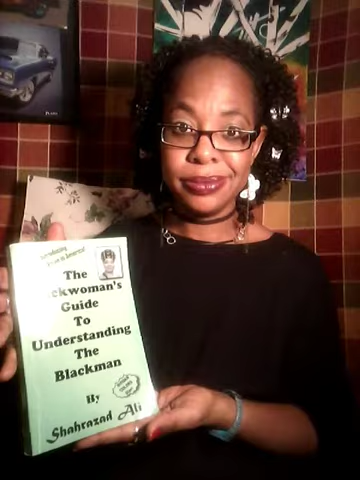 The
ckwoman's
Guide
To
Understanding
The
Blackman
By
Shahrazad Ali